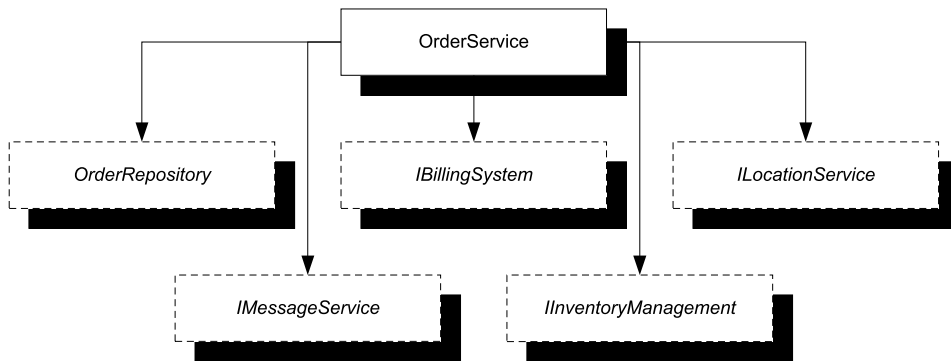 OrderService
OrderRepository
IBillingSystem
ILocationService
IMessageService
IInventoryManagement